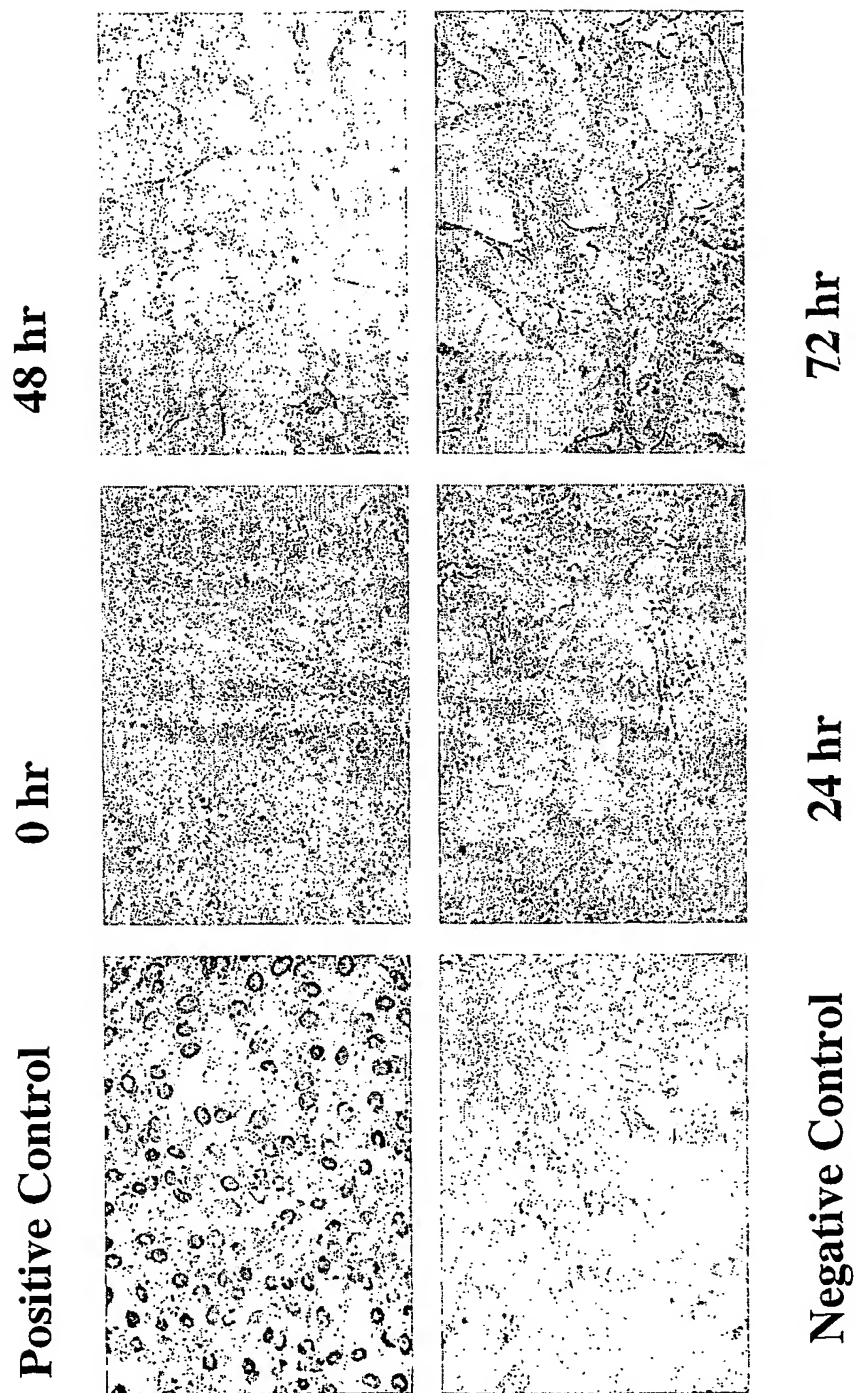 Positive Control
0 hr
48 hr
Negative Control
24 hr
72 hr